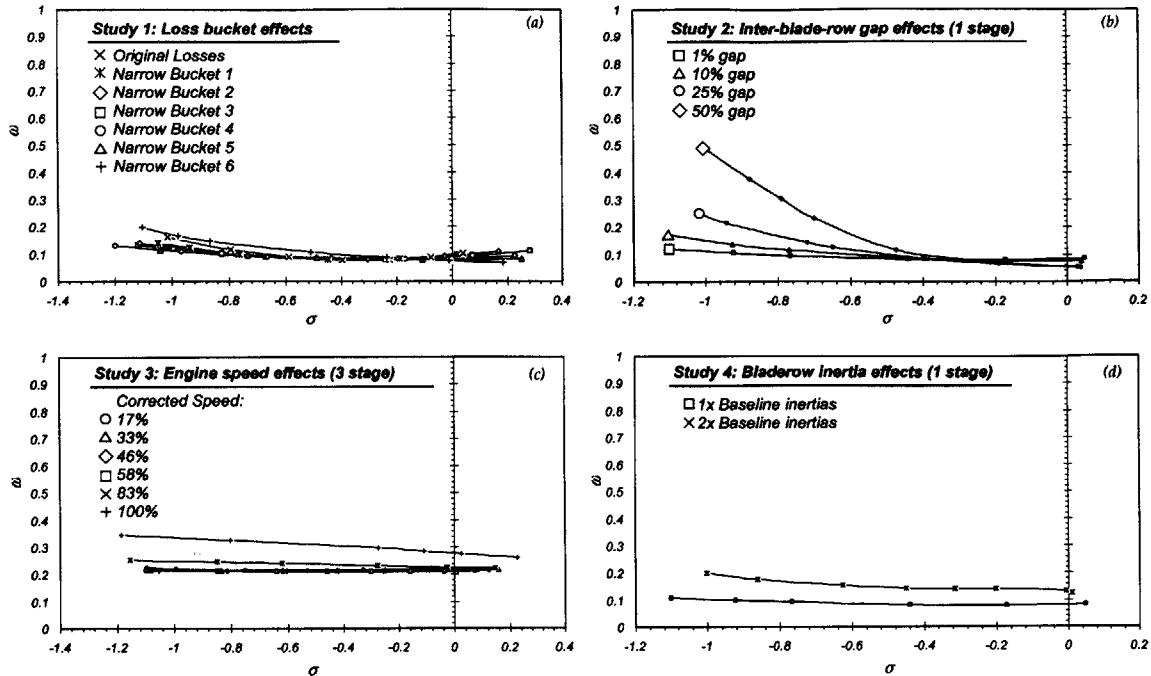 (a)
Study 1: Loss bucket effects
Original Losses
Narrow Bucket 1
Narrow Bucket 2
Narrow Bucket 3
Narrow Bucket 4
Narrow Bucket 5
Narrow Bucket 6
1
0.9
0.8
0.7
0.6
0.5
0.4
0.3
0.2
0.1
0
ω
-1.4
-1.2
-1
-0.8
-0.6
-0.4
-0.2
0
0.2
0.4
σ
(b)
Study 2: Inter-blade-row gap effects (1 stage)
1% gap
10% gap
25% gap
50% gap
1
0.9
0.8
0.7
0.6
0.5
0.4
0.3
0.2
0.1
0
ω
-1.2
-1
-0.8
-0.6
-0.4
-0.2
0
0.2
σ
(c)
Study 3: Engine speed effects (3 stage)
Corrected Speed:
17%
33%
46%
58%
83%
100%
1
0.9
0.8
0.7
0.6
0.5
0.4
0.3
0.2
0.1
0
ω
-1.4
-1.2
-1
-0.8
-0.6
-0.4
-0.2
0
0.2
0.4
σ
(d)
Study 4: Bladerow inertia effects (1 stage)
1x Baseline inertias
2x Baseline inertias
1
0.9
0.8
0.7
0.6
0.5
0.4
0.3
0.2
0.1
0
ω
-1.2
-1
-0.8
-0.6
-0.4
-0.2
0
0.2
σ